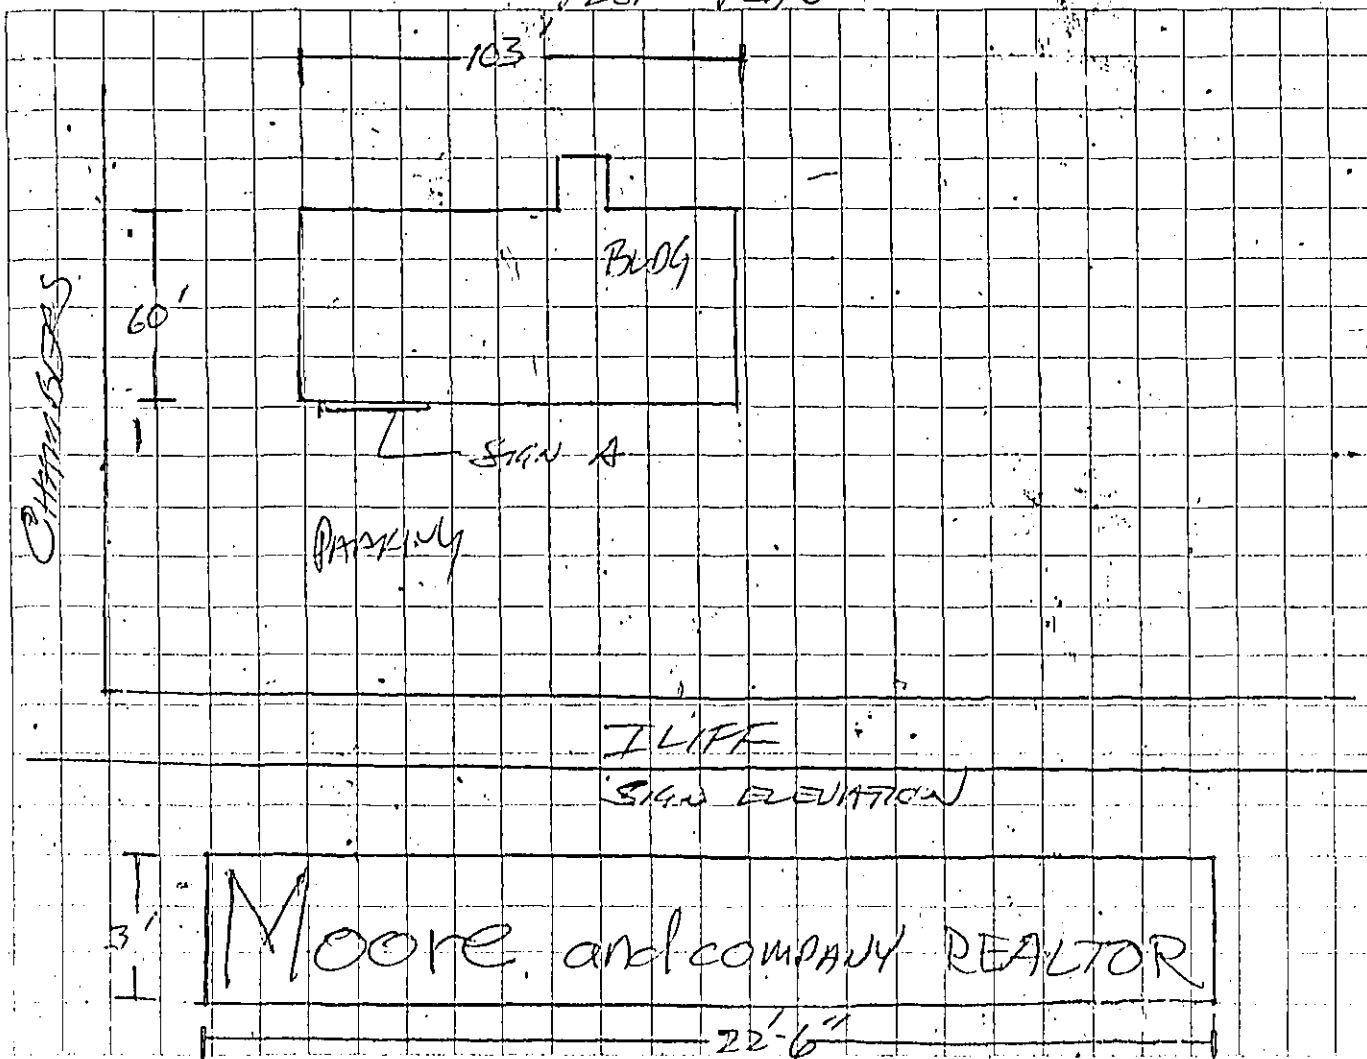 103'
BLDG
60'
CHAMBERS
SIGN A
PARKING
ILIFF
SIGN ELEVATION
3'
Moore and company REALTOR
22'-6"